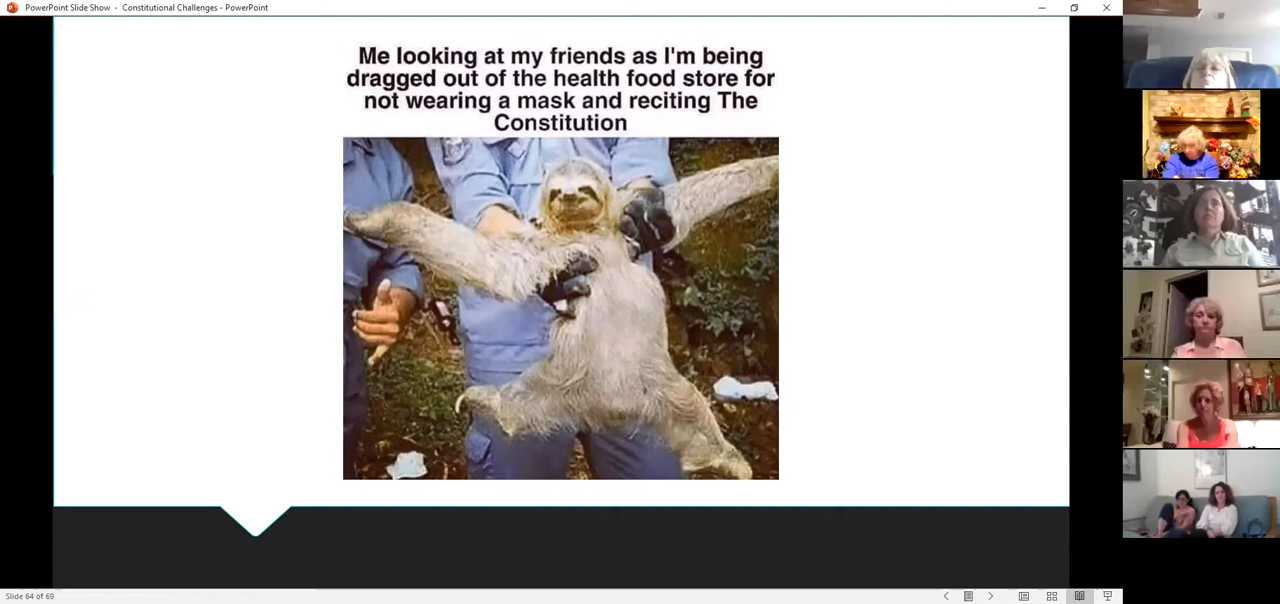 PowerPoint Slide Show - Constitutional Challenges - PowerPoint
Me looking at my friends as I'm being
dragged out of the health food store for
not wearing a mask and reciting The
Constitution
Slide 64 of 69